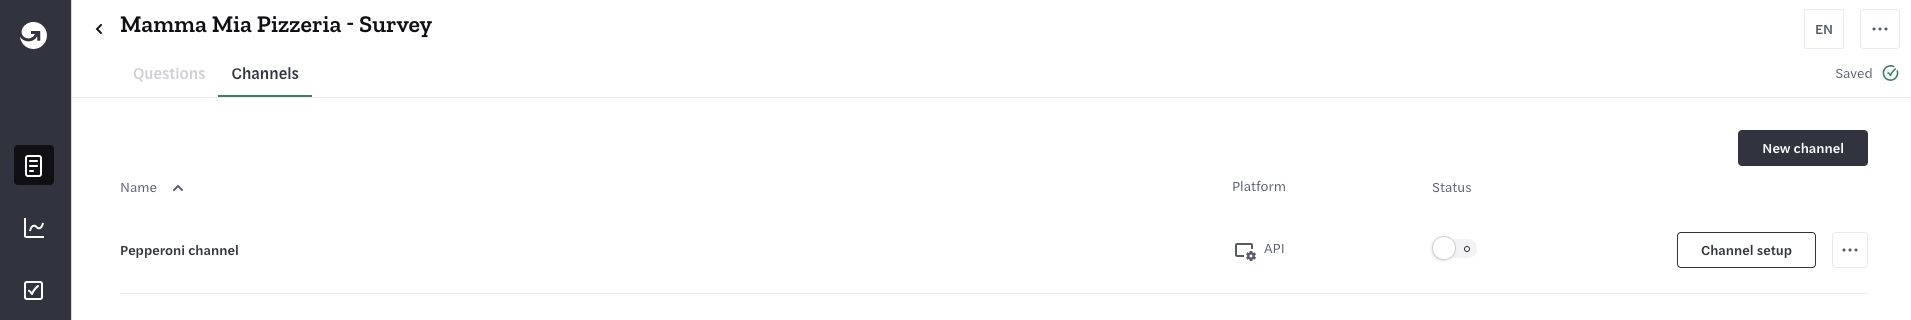 Mamma Mia Pizzeria - Survey
EN
Questions Channels
Saved
New channel
Name Platform Status
Pepperoni channel API Channel setup